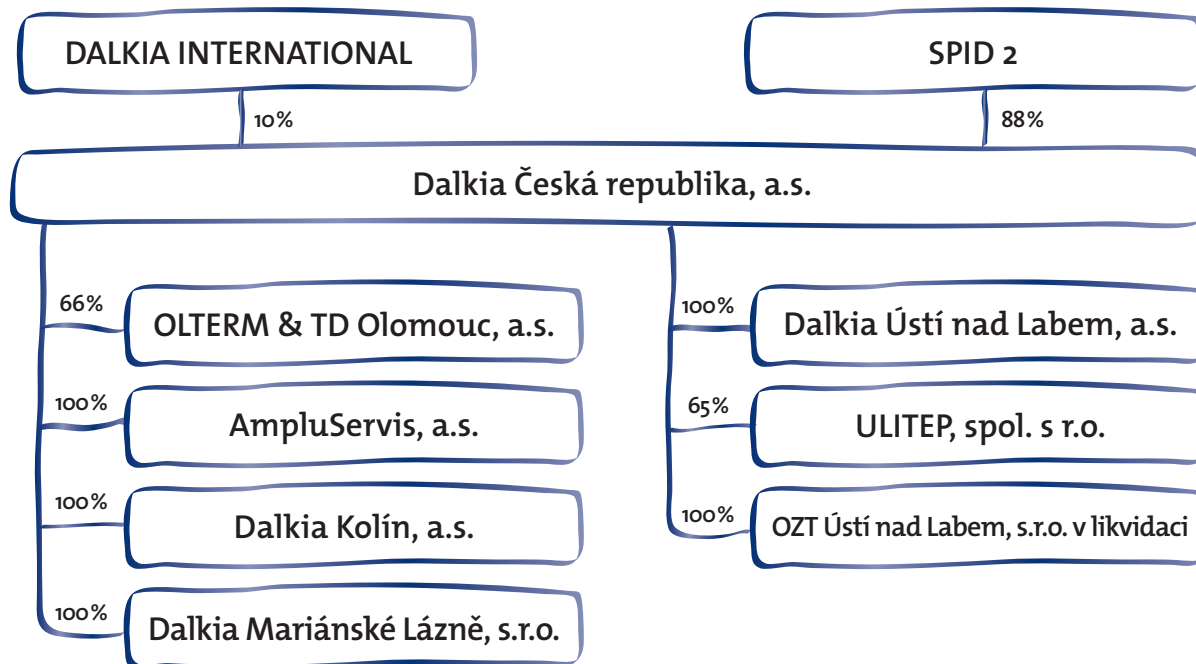 DALKIA INTERNATIONAL
SPID 2
10%
88%
Dalkia Česká republika, a.s.
66%
OLTERM & TD Olomouc, a.s.
100%
AmpluServis, a.s.
100%
Dalkia Kolín, a.s.
100%
Dalkia Mariánské Lázně, s.r.o.
100%
Dalkia Ústí nad Labem, a.s.
65%
ULITEP, spol. s r.o.
100%
OZT Ústí nad Labem, s.r.o. v likvidaci